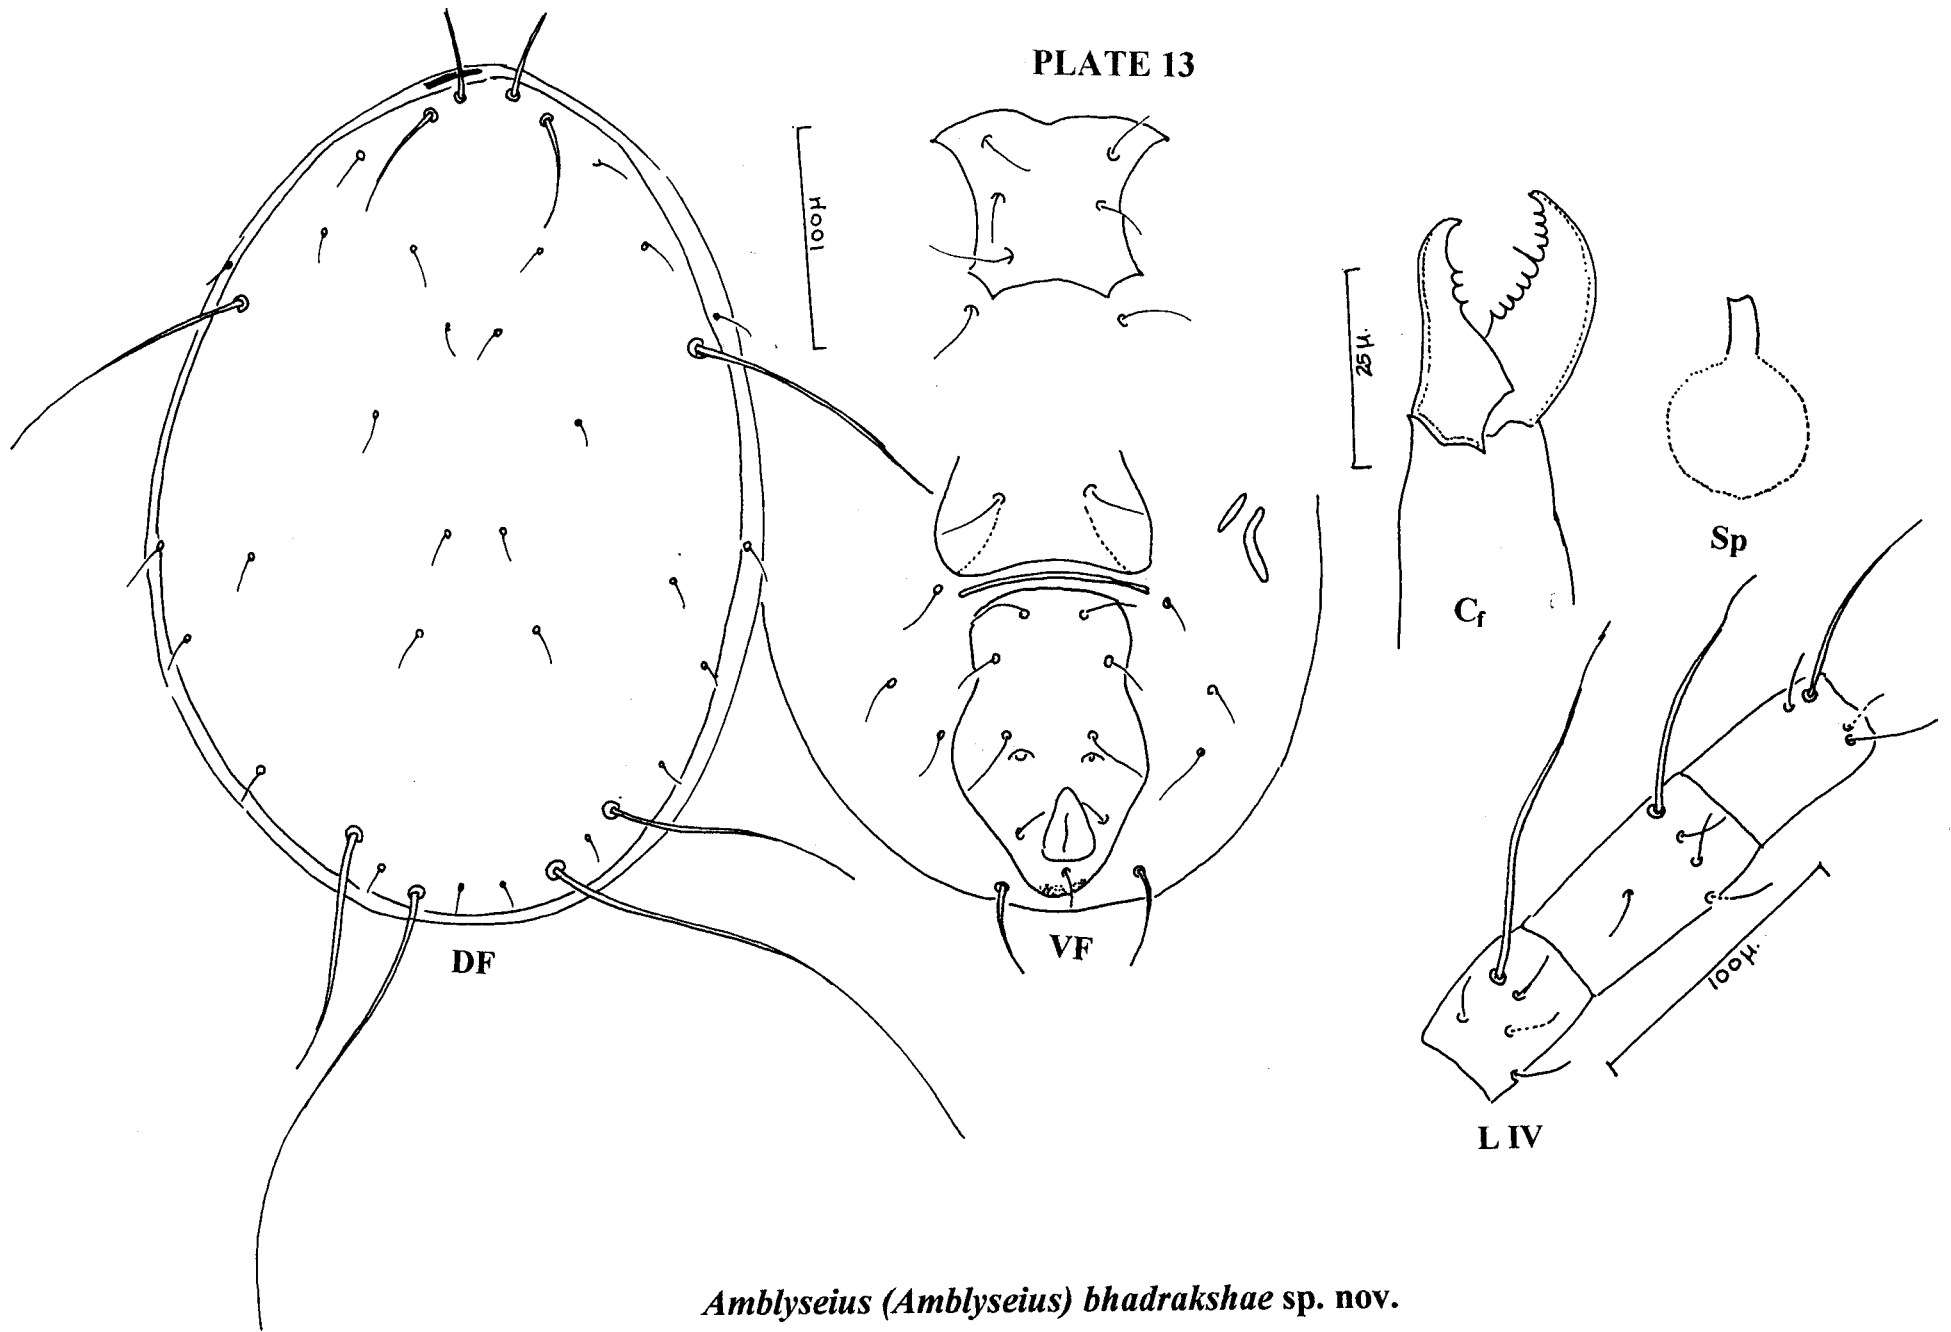 PLATE 13
100µ
25µ.
Sp
Cf
DF
VF
100µ.
L IV
Amblyseius (Amblyseius) bhadrakshae sp. nov.